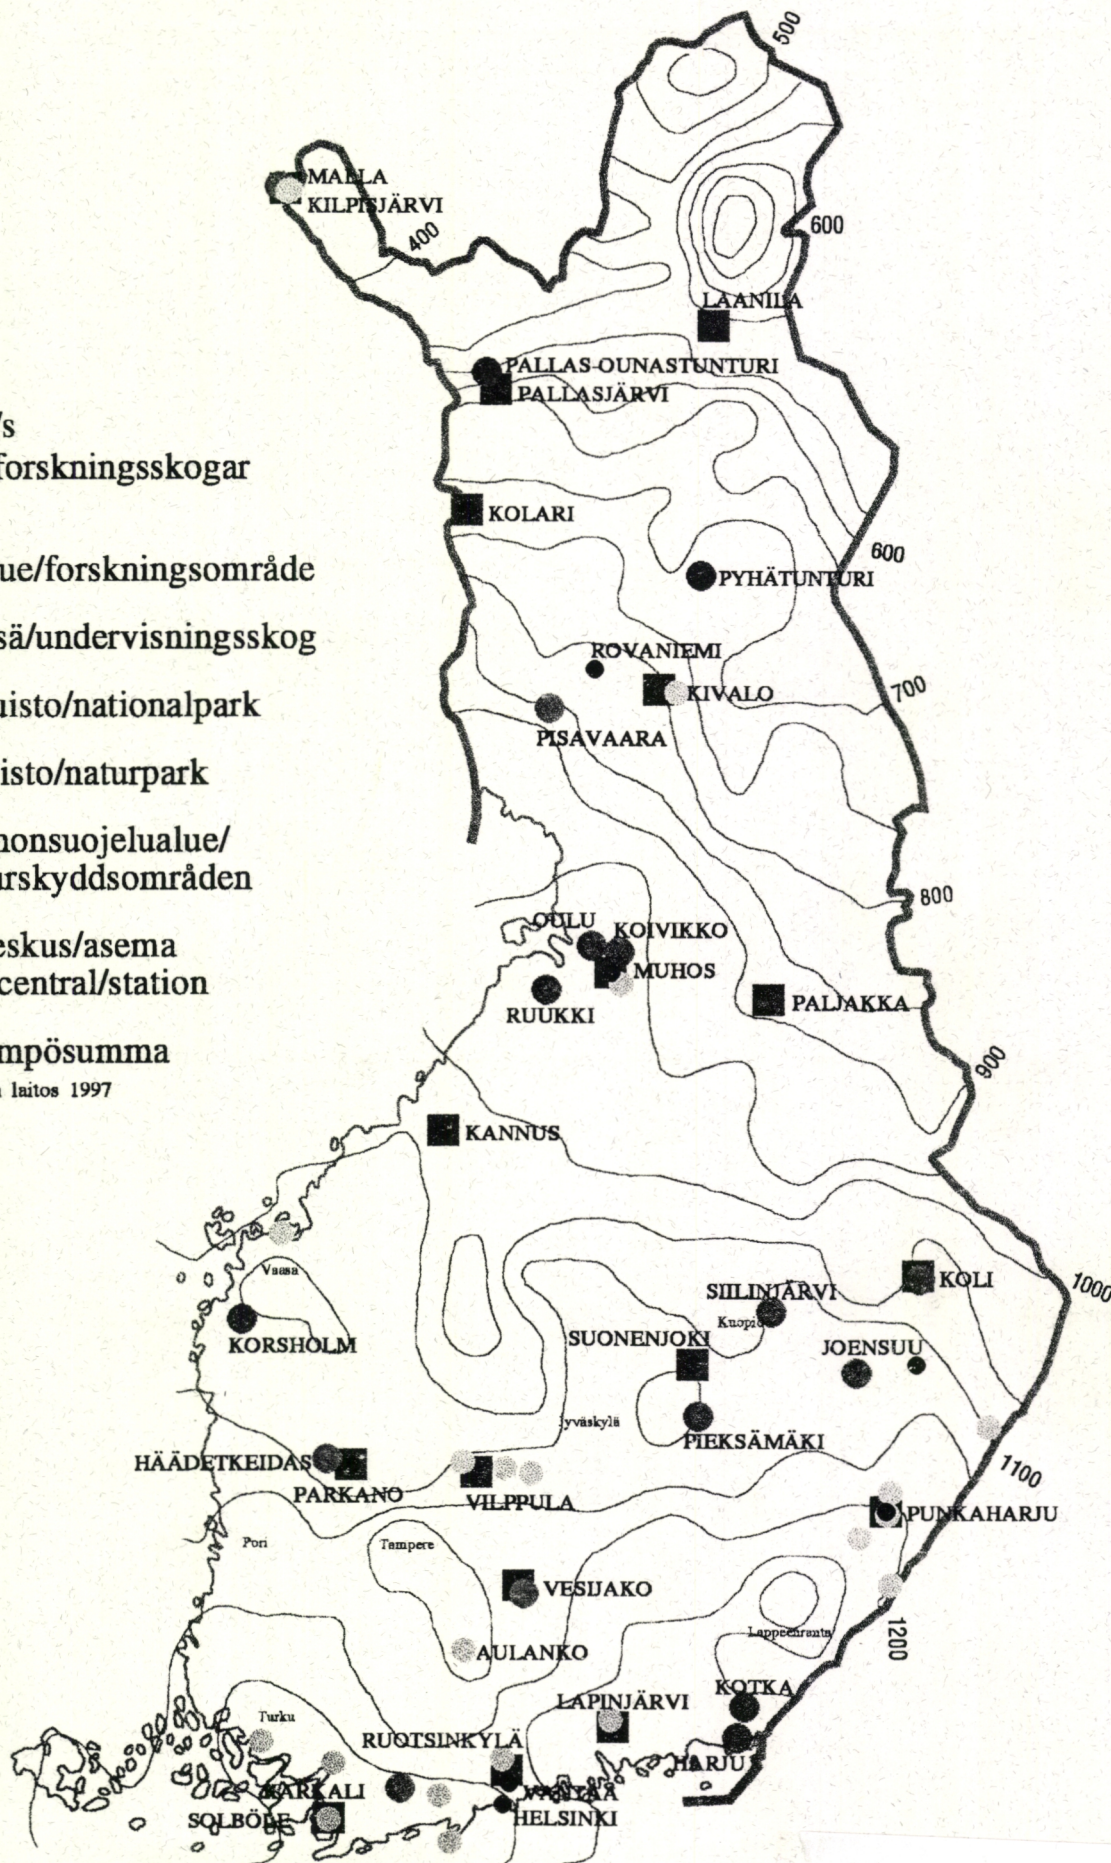 500
MALLA
KILPISJÄRVI
400
600
LAANILA
PALLAS-OUNASTUNTURI
PALLASJÄRVI
/s
forskningsskogar
KOLARI
600
ue/forskningsområde
PYHÄTUNTURI
sä/undervisningsskog
ROVANIEMI
700
KIVALO
uisto/nationalpark
PISAVAARA
isto/naturpark
nonsuojelualue/
urskyddsområden
800
OULU
KOIVIKKO
eskus/asema
MUHOS
central/station
PALJAKKA
RUUKKI
mpösumma
laitos 1997
900
KANNUS
Vaasa
KOLI
1000
SIILINJÄRVI
Kuopio
KORSHOLM
SUONENJOKI
JOENSUU
Jyväskylä
PIEKSÄMÄKI
HÄÄDETKEIDAS
1100
PARKANO
VILPPULA
PUNKAHARJU
Pori
Tampere
VESIJAKO
1200
Lappeenranta
AULANKO
KOTKA
LAPINJÄRVI
Turku
RUOTSINKYLÄ
HARJU
KARKALI
VANTAA
SOLBÖLE
HELSINKI